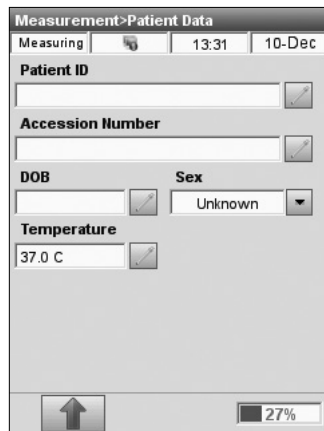 Measurement>Patient Data
Measuring 13:31 10-Dec
Patient ID
Accession Number
DOB Sex
Unknown
Temperature
37.0 C
27%